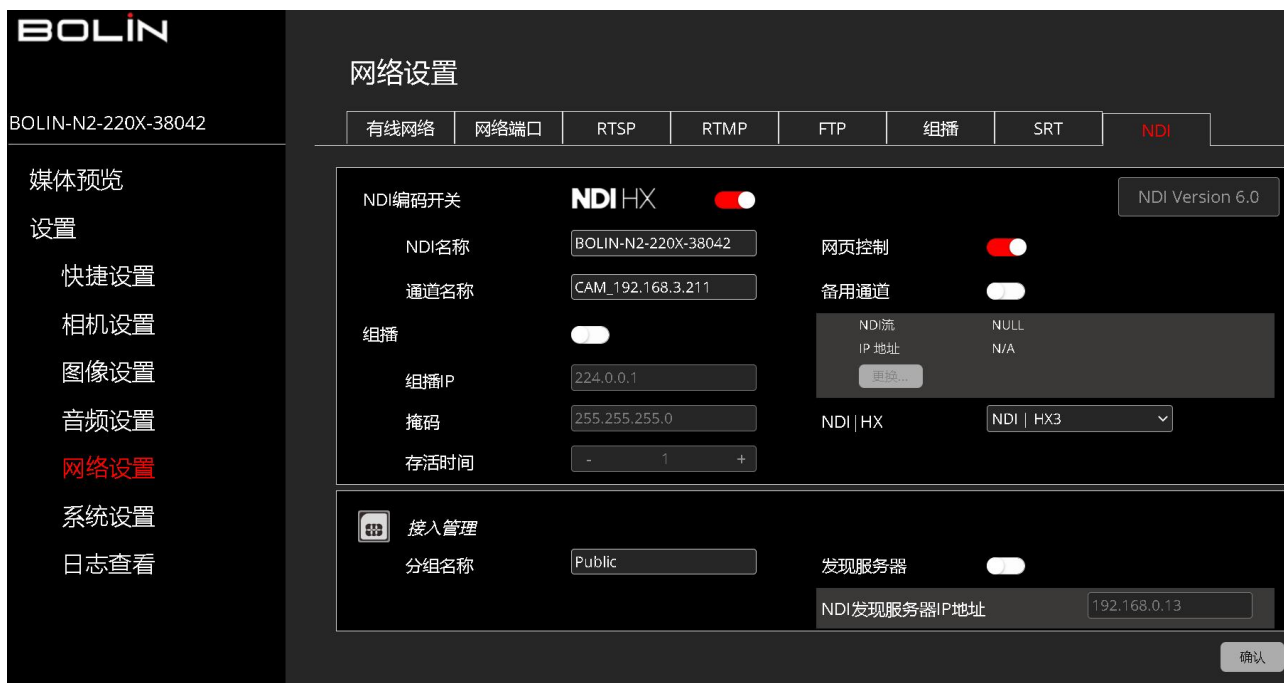 BOLIN
BOLIN-N2-220X-38042
媒体预览
设置
快捷设置
相机设置
图像设置
音频设置
网络设置
系统设置
日志查看
网络设置
有线网络 网络端口 RTSP RTMP FTP 组播 SRT NDI
NDI编码开关 NDI HX NDI Version 6.0
NDI名称 BOLIN-N2-220X-38042 网页控制
通道名称 CAM_192.168.3.211 备用通道
组播 NDI流 NULL
IP 地址 N/A
组播IP 224.0.0.1 更换...
掩码 255.255.255.0 NDI|HX NDI | HX3
存活时间 - 1 +
接入管理
分组名称 Public 发现服务器
NDI发现服务器IP地址 192.168.0.13
确认